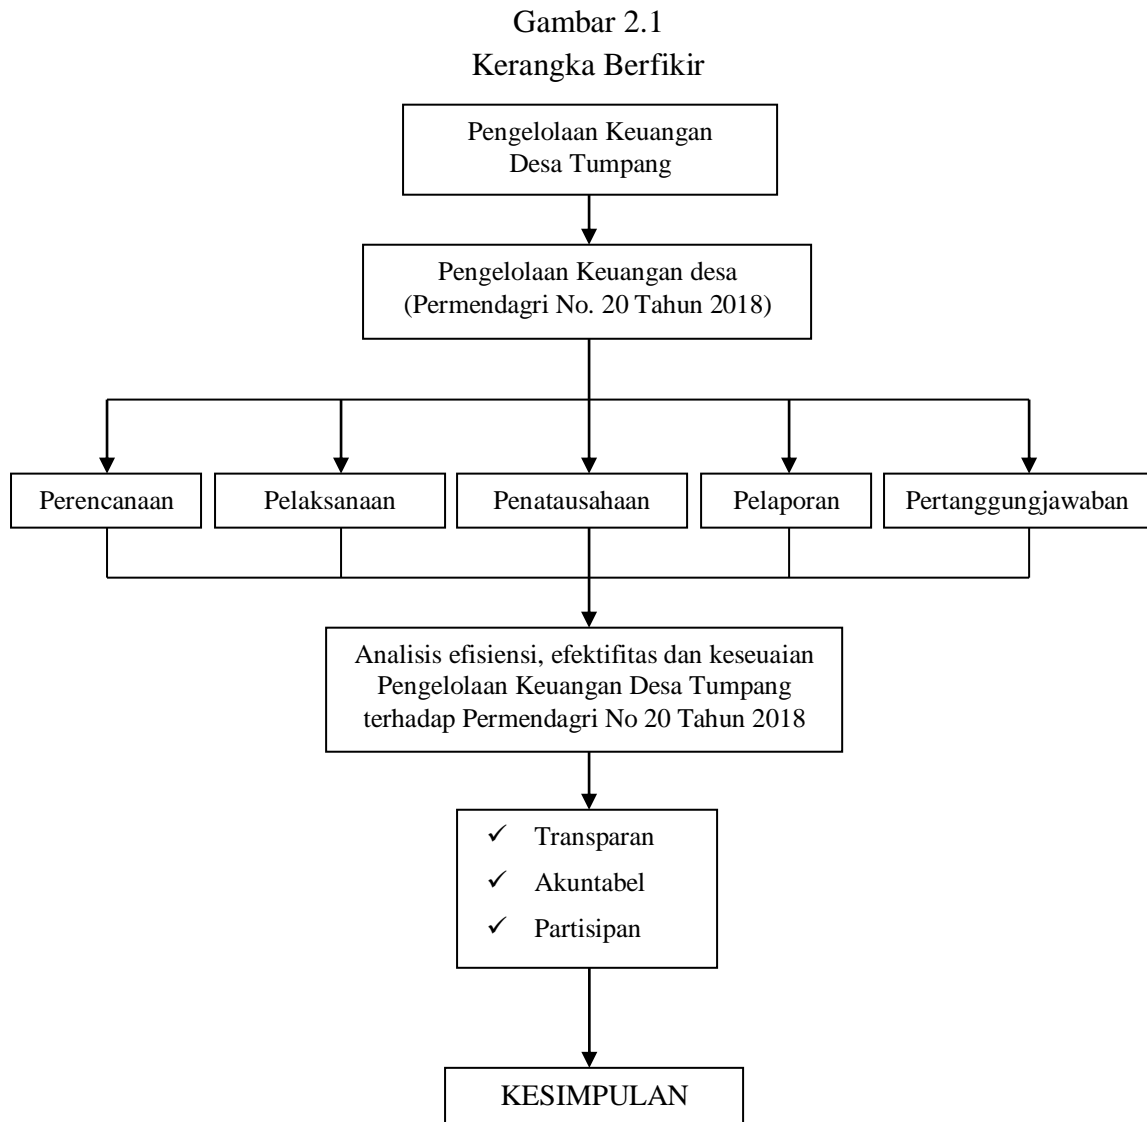 Gambar 2.1
Kerangka Berfikir
Pengelolaan Keuangan
Desa Tumpang
Pengelolaan Keuangan desa
(Permendagri No. 20 Tahun 2018)
Perencanaan
Pelaksanaan
Penatausahaan
Pelaporan
Pertanggungjawaban
Analisis efisiensi, efektifitas dan keseuaian
Pengelolaan Keuangan Desa Tumpang
terhadap Permendagri No 20 Tahun 2018
✓ Transparan
✓ Akuntabel
✓ Partisipan
KESIMPULAN